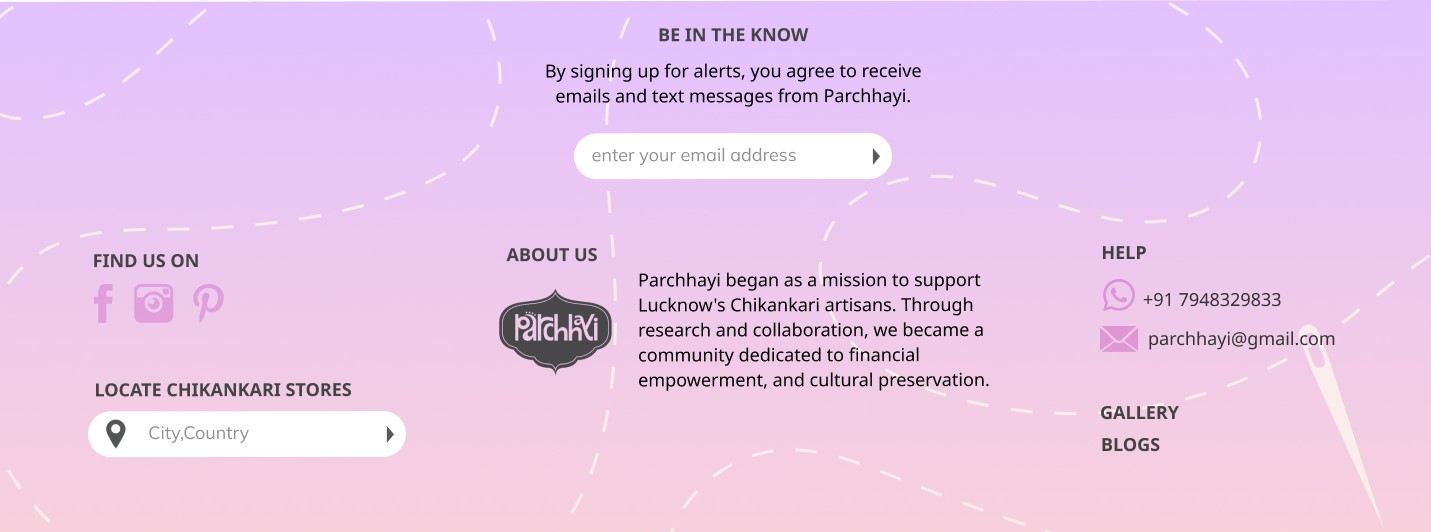 BE IN THE KNOW
By signing up for alerts, you agree to receive
emails and text messages from Parchhayi.
enter your email address
FIND US ON
LOCATE CHIKANKARI STORES
City,Country
ABOUT US
parchhayi
Parchhayi began as a mission to support
Lucknow's Chikankari artisans. Through
research and collaboration, we became a
community dedicated to financial
empowerment, and cultural preservation.
HELP
+91 7948329833
parchhayi@gmail.com
GALLERY
BLOGS